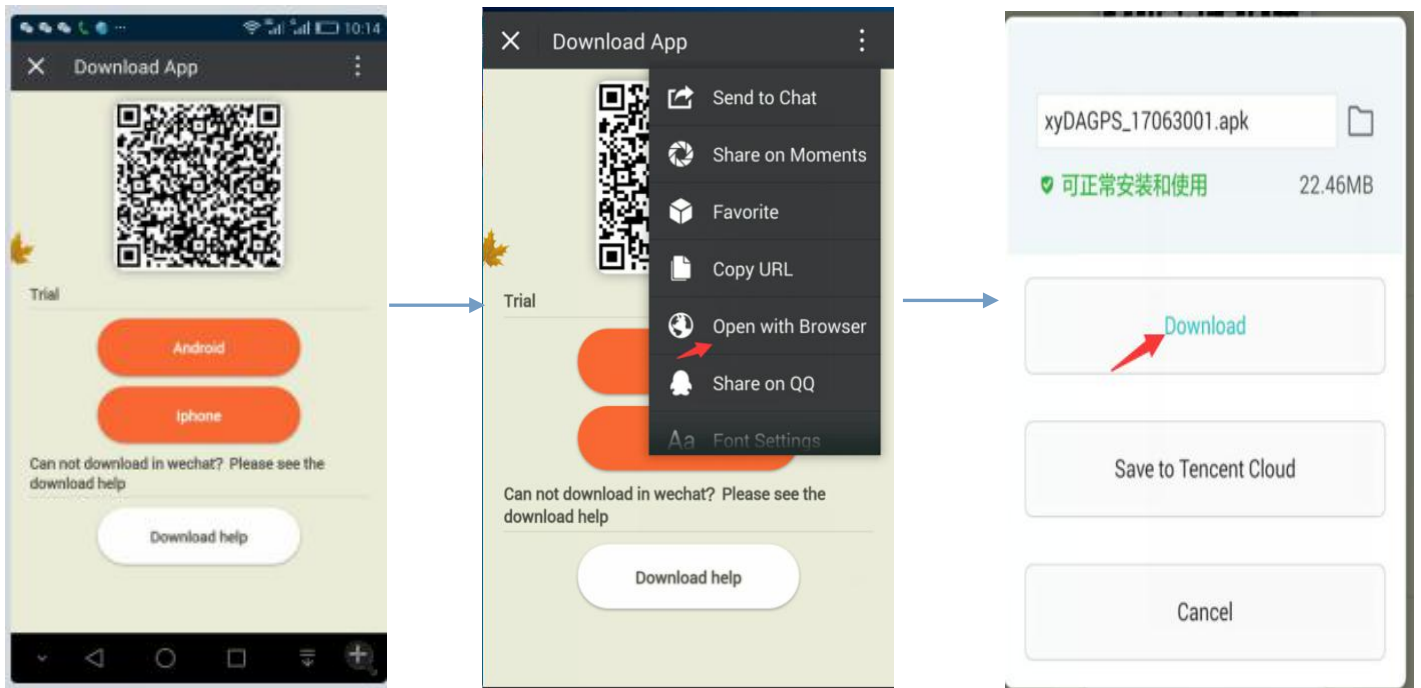 10:14
Download App
Trial
Android
Iphone
Can not download in wechat? Please see the
download help
Download help
Download App
Send to Chat
Share on Moments
Favorite
Copy URL
Open with Browser
Share on QQ
Aa Font Settings
Trial
Can not download in wechat? Please see the
download help
Download help
xyDAGPS_17063001.apk
可正常安装和使用 22.46MB
Download
Save to Tencent Cloud
Cancel